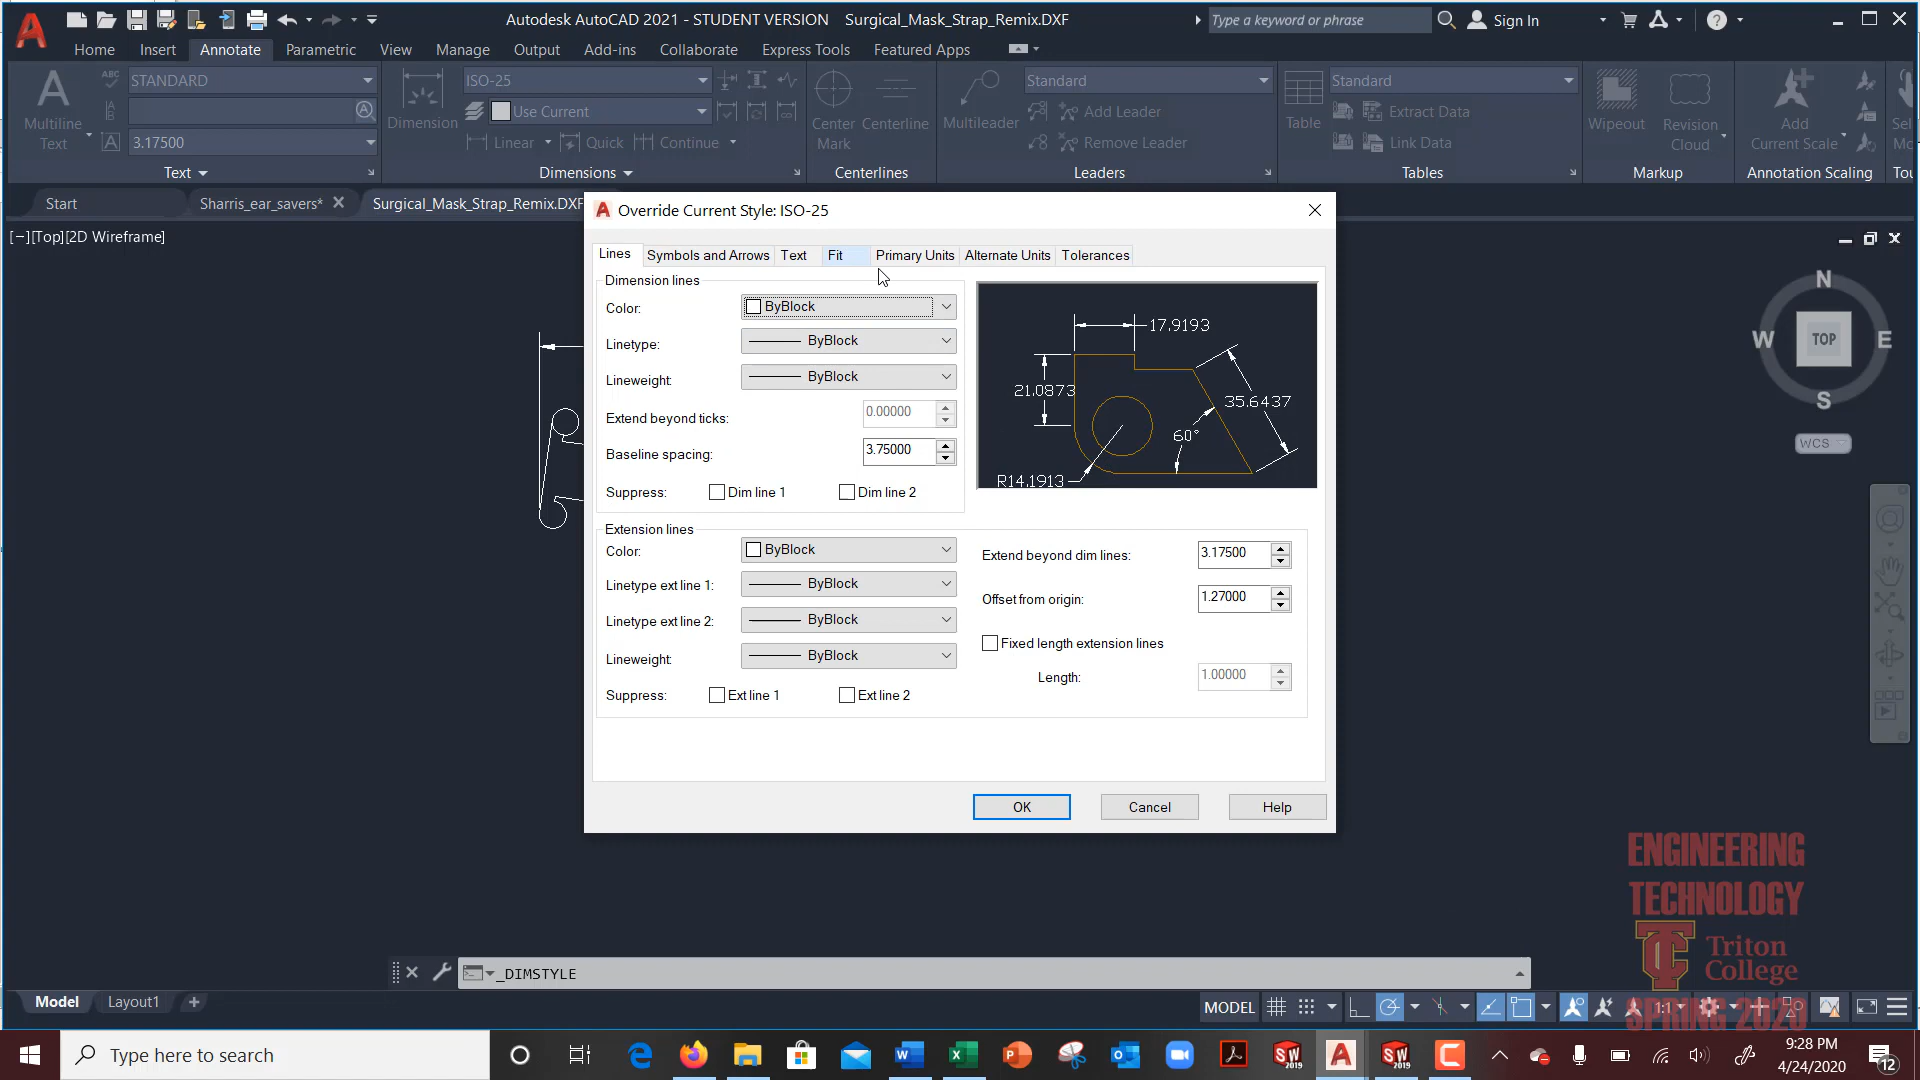 Autodesk AutoCAD 2021 - STUDENT VERSION Surgical_Mask_Strap_Remix.DXF
Type a keyword or phrase
Sign In
Home Insert Annotate Parametric View Manage Output Add-ins Collaborate Express Tools Featured Apps
Multiline Text
STANDARD
3.17500
Text
Dimension
ISO-25
Use Current
Linear Quick Continue
Dimensions
Center Mark
Centerline
Centerlines
Multileader
Standard
Add Leader
Remove Leader
Leaders
Table
Standard
Extract Data
Link Data
Tables
Wipeout
Revision Cloud
Markup
Add Current Scale
Annotation Scaling
Start Sharris_ear_savers* Surgical_Mask_Strap_Remix.DXF
[−][Top][2D Wireframe]
Override Current Style: ISO-25
Lines Symbols and Arrows Text Fit Primary Units Alternate Units Tolerances
Dimension lines
Color: ByBlock
Linetype: ByBlock
Lineweight: ByBlock
Extend beyond ticks: 0.00000
Baseline spacing: 3.75000
Suppress: Dim line 1 Dim line 2
17.9193
21.0873
35.6437
60°
R14.1913
Extension lines
Color: ByBlock
Linetype ext line 1: ByBlock
Linetype ext line 2: ByBlock
Lineweight: ByBlock
Suppress: Ext line 1 Ext line 2
Extend beyond dim lines: 3.17500
Offset from origin: 1.27000
Fixed length extension lines
Length: 1.00000
OK Cancel Help
N
W TOP E
S
WCS
ENGINEERING
TECHNOLOGY
Triton
College
SPRING 2020
_DIMSTYLE
Model Layout1
MODEL
1:1
Type here to search
9:28 PM
4/24/2020
12